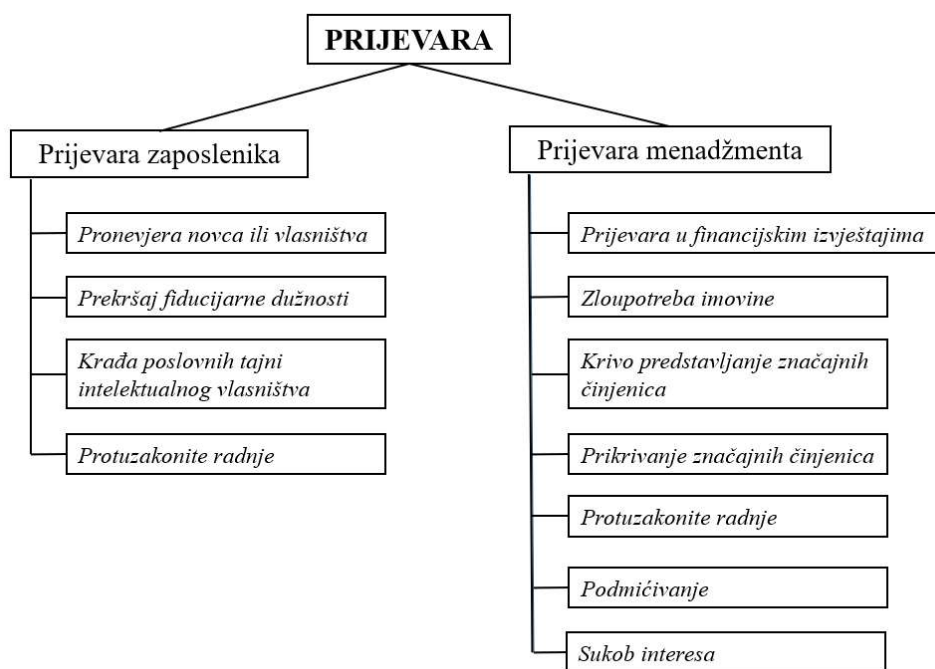 PRIJEVARA
Prijevara zaposlenika
Pronevjera novca ili vlasništva
Prekršaj fiducijarne dužnosti
Krađa poslovnih tajni
intelektualnog vlasništva
Protuzakonite radnje
Prijevara menadžmenta
Prijevara u financijskim izvještajima
Zloupotreba imovine
Krivo predstavljanje značajnih
činjenica
Prikrivanje značajnih činjenica
Protuzakonite radnje
Podmićivanje
Sukob interesa